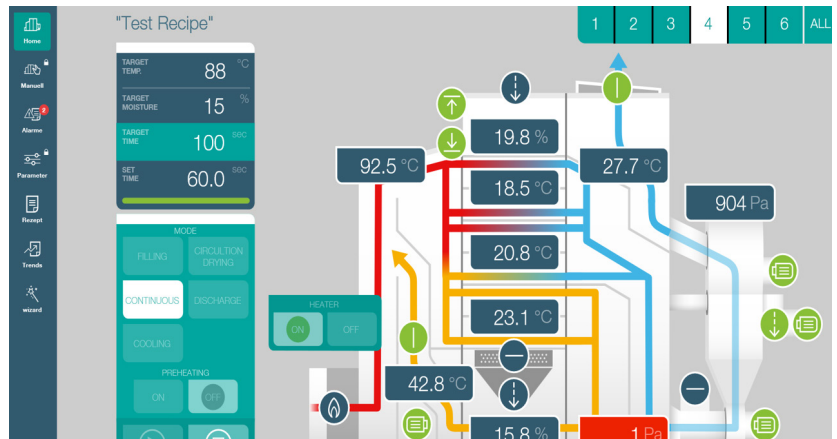 Home
Manuell
2
Alarme
Parameter
Rezept
Trends
wizard
"Test Recipe"
TARGET
TEMP.
88 °C
TARGET
MOISTURE
15 %
TARGET
TIME
100 sec
SET
TIME
60.0 sec
MODE
FILLING
CIRCULTION
DRYING
CONTINUOUS
DISCHARGE
COOLING
PREHEATING
ON
OFF
HEATER
ON
OFF
1 2 3 4 5 6 ALL
92.5 °C
19.8 %
27.7 °C
18.5 °C
904 Pa
20.8 °C
23.1 °C
42.8 °C
15.8 %
1 Pa